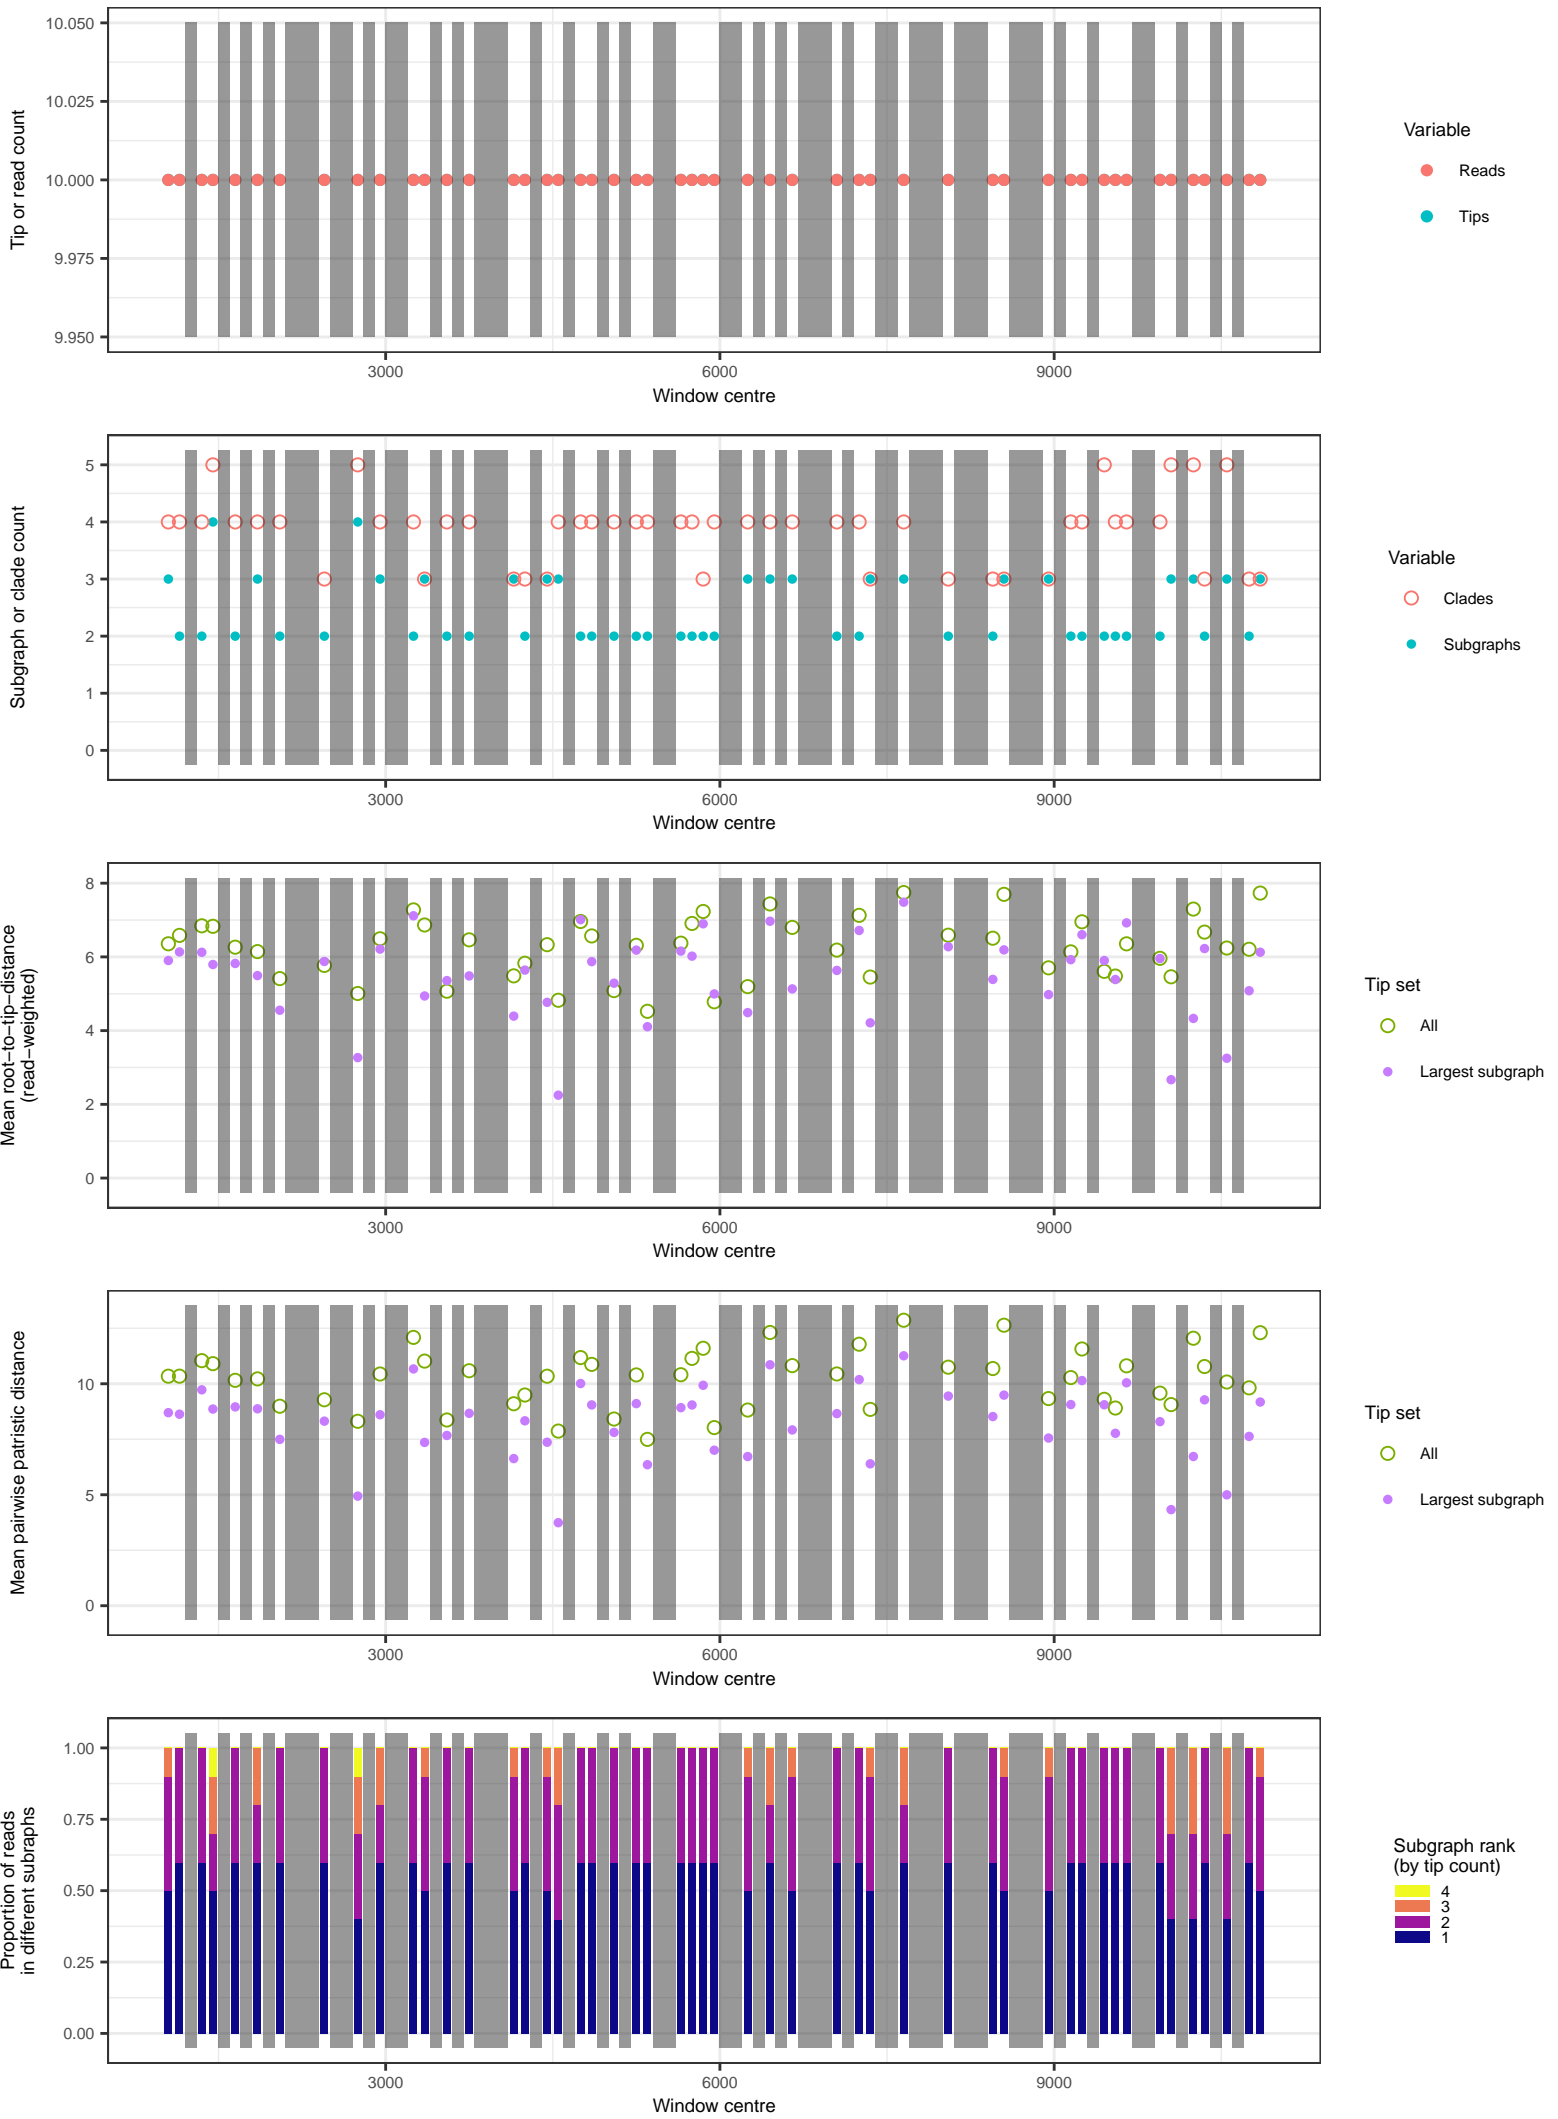 10.050
10.025
10.000
9.975
9.950
Tip or read count
3000 6000 9000
Window centre
Variable
Reads
Tips
5
4
3
2
1
0
Subgraph or clade count
3000 6000 9000
Window centre
Variable
Clades
Subgraphs
8
6
4
2
0
Mean root−to−tip−distance
(read−weighted)
3000 6000 9000
Window centre
Tip set
All
Largest subgraph
10
5
0
Mean pairwise patristic distance
3000 6000 9000
Window centre
Tip set
All
Largest subgraph
1.00
0.75
0.50
0.25
0.00
Proportion of reads
in different subraphs
3000 6000 9000
Window centre
Subgraph rank
(by tip count)
4
3
2
1